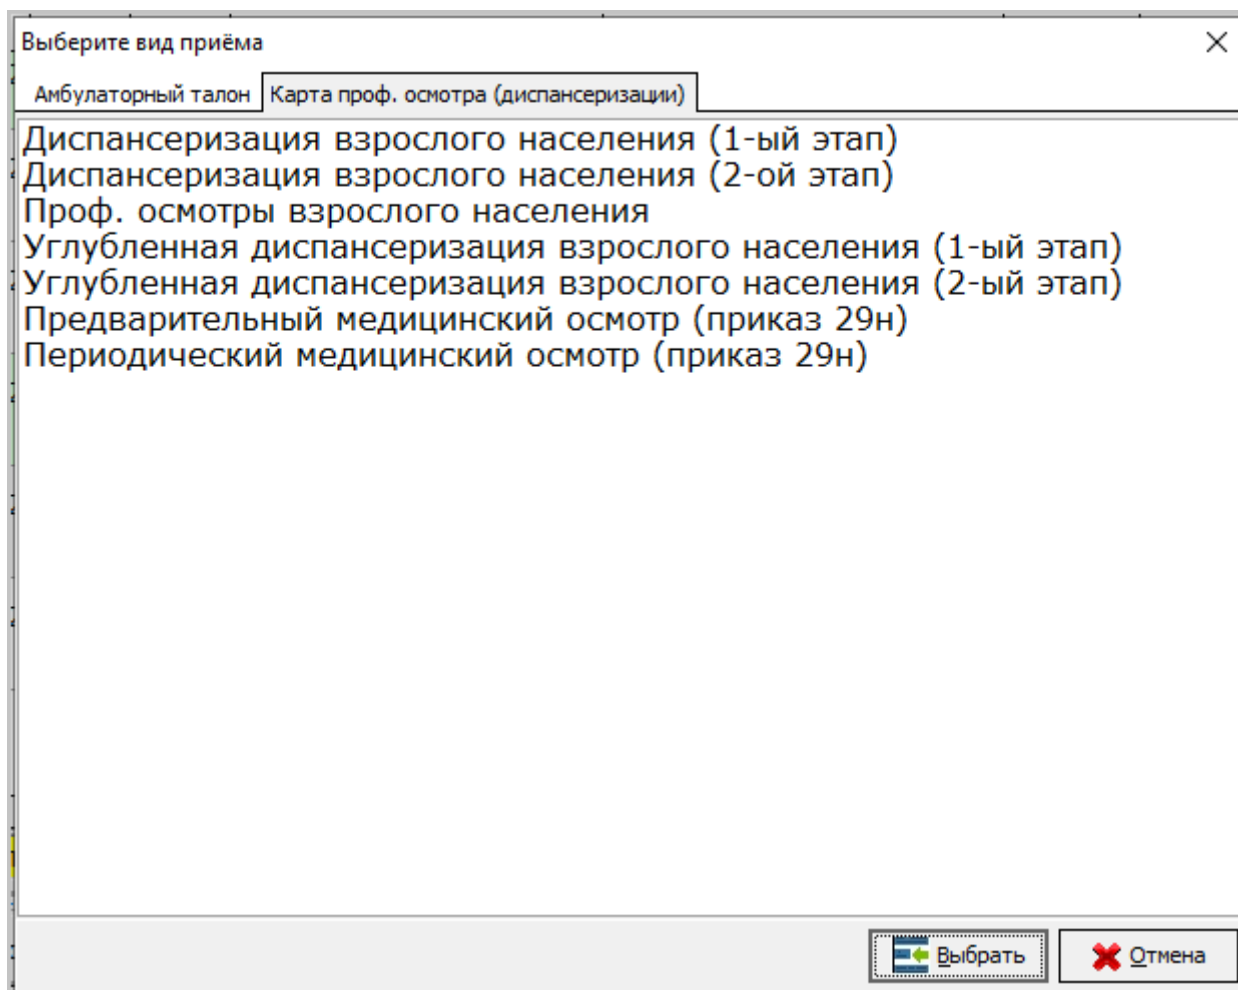 Выберите вид приёма
Амбулаторный талон Карта проф. осмотра (диспансеризации)
Диспансеризация взрослого населения (1-ый этап)
Диспансеризация взрослого населения (2-ой этап)
Проф. осмотры взрослого населения
Углубленная диспансеризация взрослого населения (1-ый этап)
Углубленная диспансеризация взрослого населения (2-ый этап)
Предварительный медицинский осмотр (приказ 29н)
Периодический медицинский осмотр (приказ 29н)
Выбрать Отмена